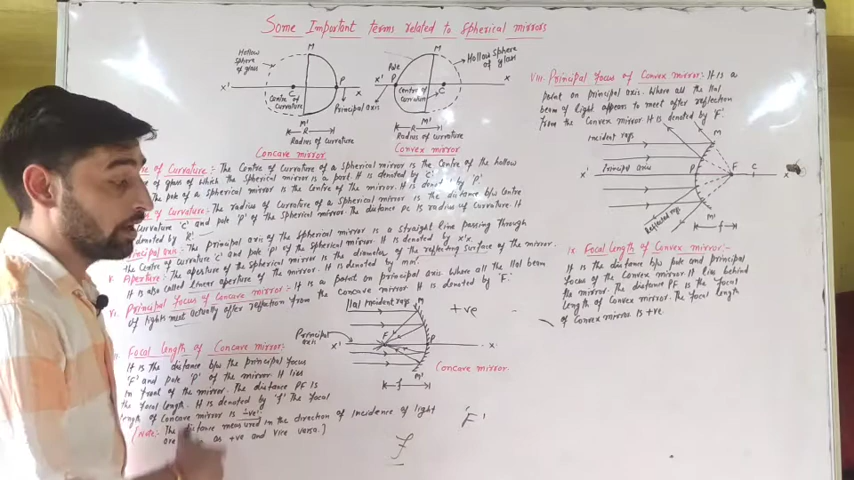 Some Important terms related to Spherical mirrors
Hollow
sphere
of glass
M
X'
C
P
X
Centre of
Curvature
M'
R
Radius of curvature
Concave mirror
Principal axis
Pole
M
Hollow sphere
of glass
X'
P
X
Centre of
Curvature
C
M'
R
Radius of curvature
Convex mirror
re of Curvature :- The Centre of curvature of a spherical mirror is the Centre of the hollow
of glass of which the spherical mirror is a part. It is denoted by 'c'.
The pole of a spherical mirror is the Centre of the mirror. It is denoted by 'P'
of Curvature :- The radius of curvature of a spherical mirror is the distance b/w centre
curvature 'c' and pole 'p' of the spherical mirror. The distance pc is radius of curvature. It
denoted by 'R'
cipal axis :- The principal axis of the spherical mirror is a straight line passing through
the Centre of curvature 'c' and pole 'p' of the spherical mirror. It is denoted by x'x.
V. Aperture :- The aperture of the spherical mirror is the diameter of the reflecting surface of the mirror.
It is also called linear aperture of the mirror. It is denoted by mm'.
VI. Principal focus of Concave mirror :- It is a point on principal axis where all the llal beam
of lights meet actually after reflection from the concave mirror. It is denoted by 'F'.
Focal length of Concave mirror:-
It is the distance b/w the principal focus
'F' and pole 'P' of the mirror It lies
in front of the mirror. The distance PF is
the focal length. It is denoted by 'f'. The focal
length of Concave mirror is -ve.
(Note:- The distance measured in the direction of incidence of light
are as +ve and vice versa.)
llal incident rays
M
Principal
axis
X'
F
P
X
M'
f
+ve
Concave mirror.
f
'F'
VIII. Principal focus of Convex mirror:- It is a
point on principal axis. Where all the llal
beam of light appears to meet after reflection
from the Convex mirror. It is denoted by 'F'.
incident rays
M
X'
Principal axis
P
F
C
X
Reflected rays
M'
f
ix. Focal length of Convex mirror:-
It is the distance b/w pole and principal
focus of the Convex mirror It lies behind
the mirror. The distance PF is the focal
length of Convex mirror. The focal length
of Convex mirror is +ve